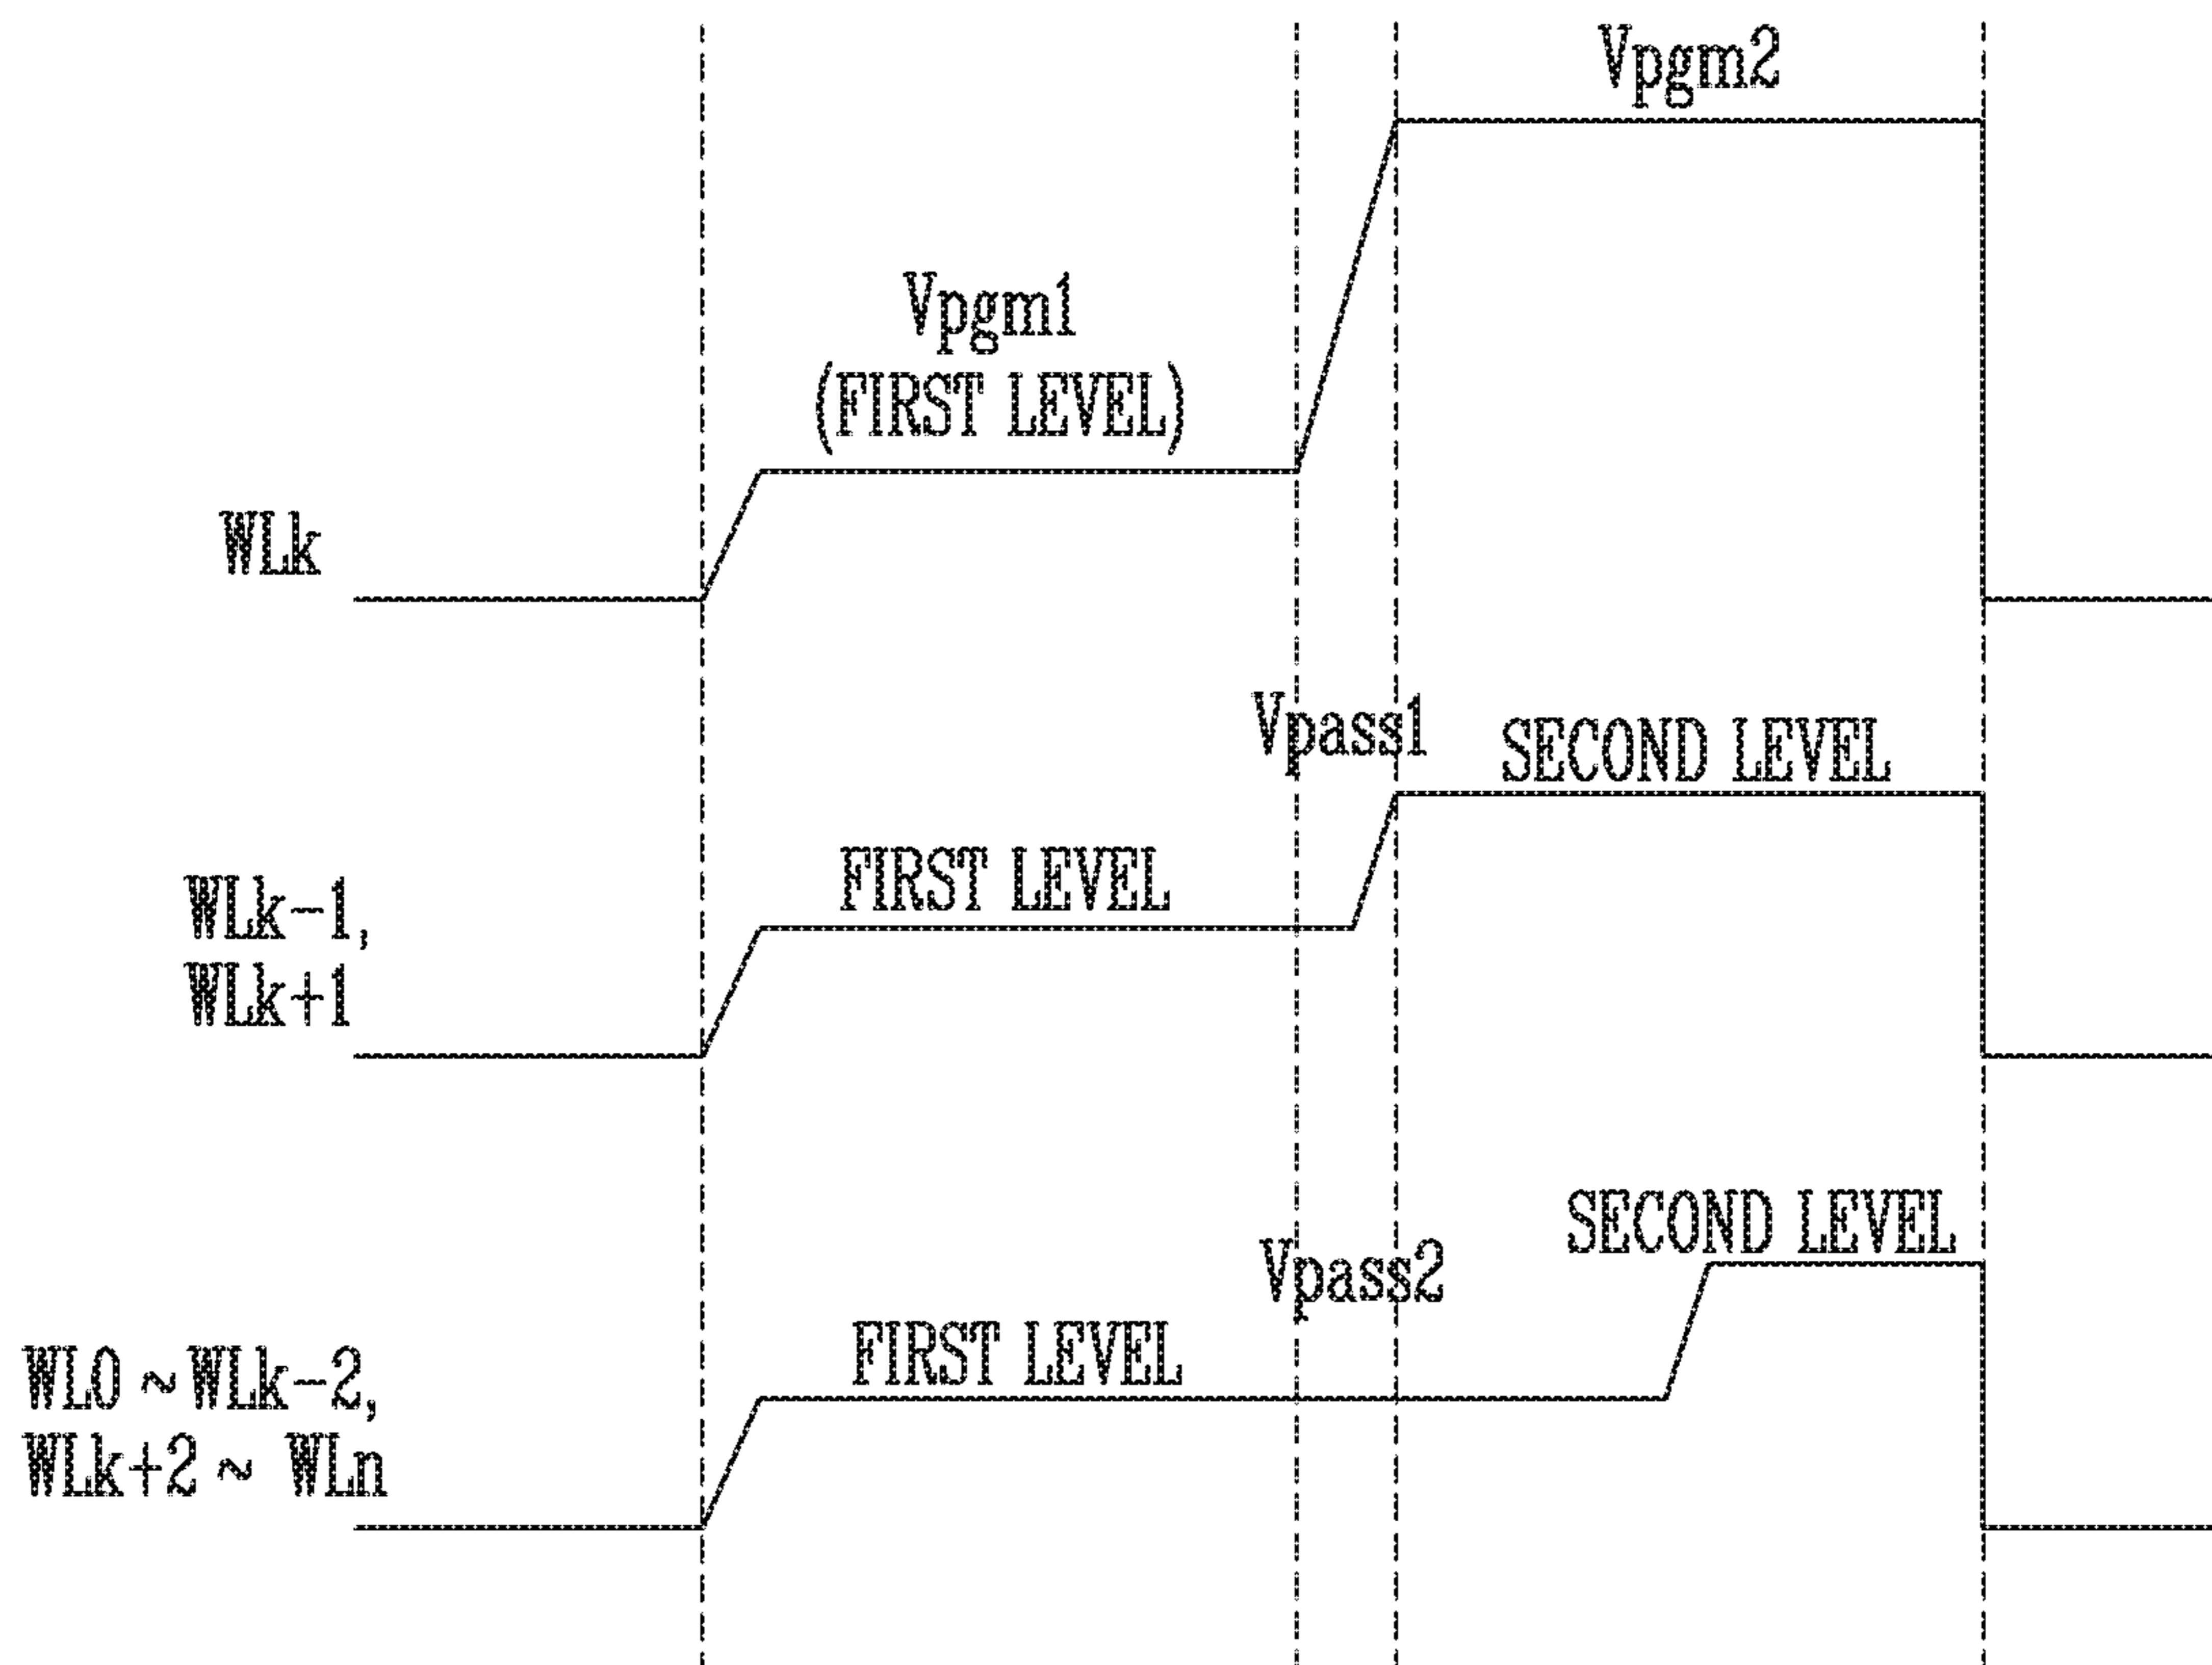 Vpgm2
Vpgm1
(FIRST LEVEL)
WLk
Vpass1
SECOND LEVEL
FIRST LEVEL
WLk-1,
WLk+1
SECOND LEVEL
Vpass2
FIRST LEVEL
WL0 ~ WLk-2,
WLk+2 ~ WLn